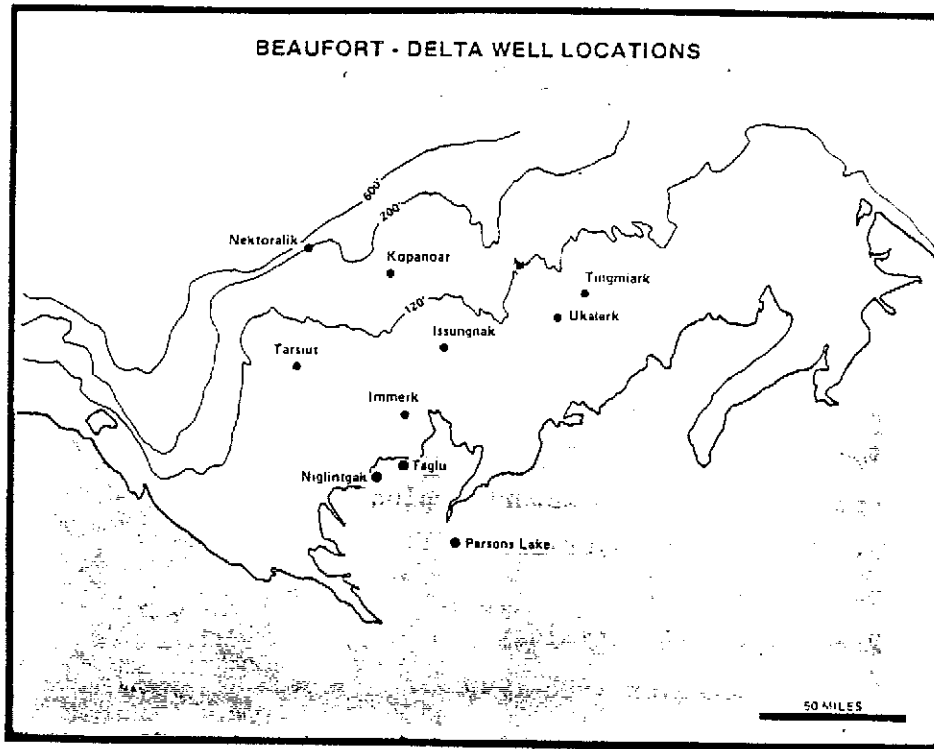 BEAUFORT - DELTA WELL LOCATIONS
600'
200'
Nektoralik
Kopanoar
Tingmiark
120'
Ukalerk
Issungnak
Tarsiut
Immerk
Taglu
Niglintgak
Parsons Lake
50 MILES